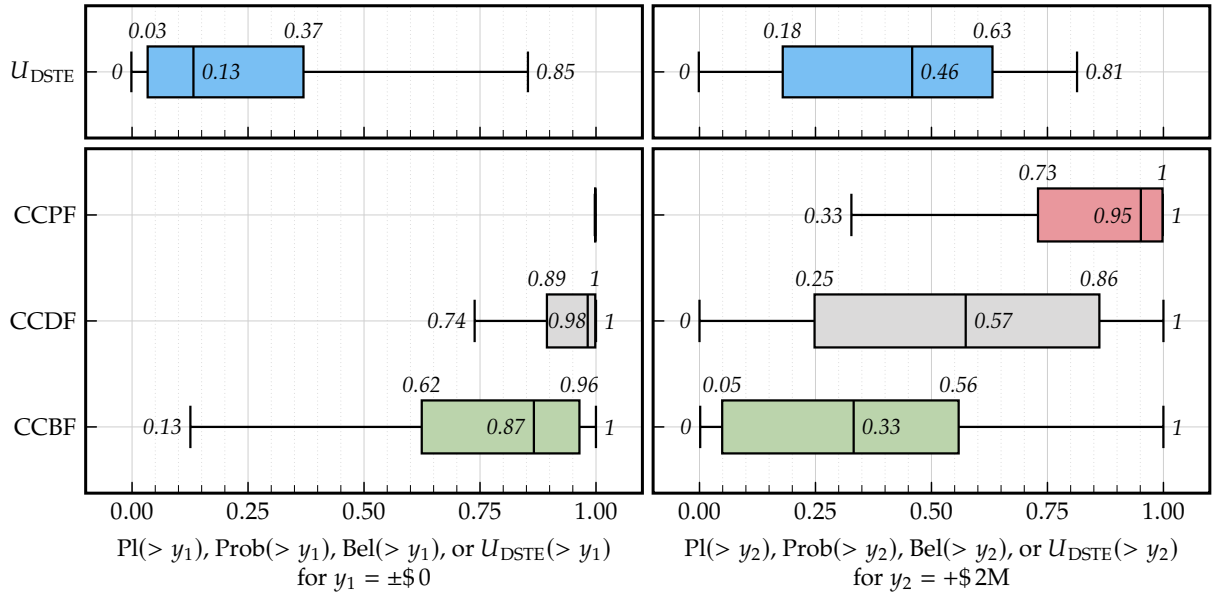 0.03 0.37
U_DSTE 0 0.13 0.85
0.18 0.63
0 0.46 0.81
CCPF
0.89 1
CCDF 0.74 0.98 1
0.62 0.96
CCBF 0.13 0.87 1
0.73 1
0.33 0.95 1
0.25 0.86
0 0.57 1
0.05 0.56
0 0.33 1
0.00 0.25 0.50 0.75 1.00
Pl(> y₁), Prob(> y₁), Bel(> y₁), or U_DSTE(> y₁)
for y₁ = ±$ 0
0.00 0.25 0.50 0.75 1.00
Pl(> y₂), Prob(> y₂), Bel(> y₂), or U_DSTE(> y₂)
for y₂ = +$ 2M